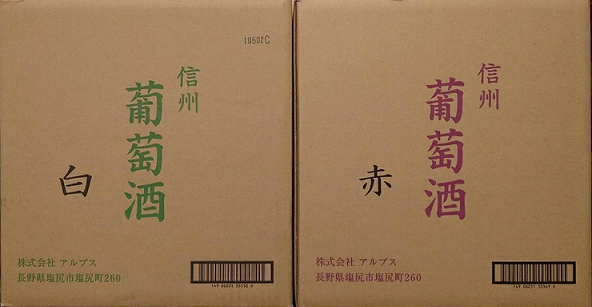 19502C
信州
葡萄酒
白
株式会社 アルプス
長野県塩尻市塩尻町260
信州
葡萄酒
赤
株式会社 アルプス
長野県塩尻市塩尻町260